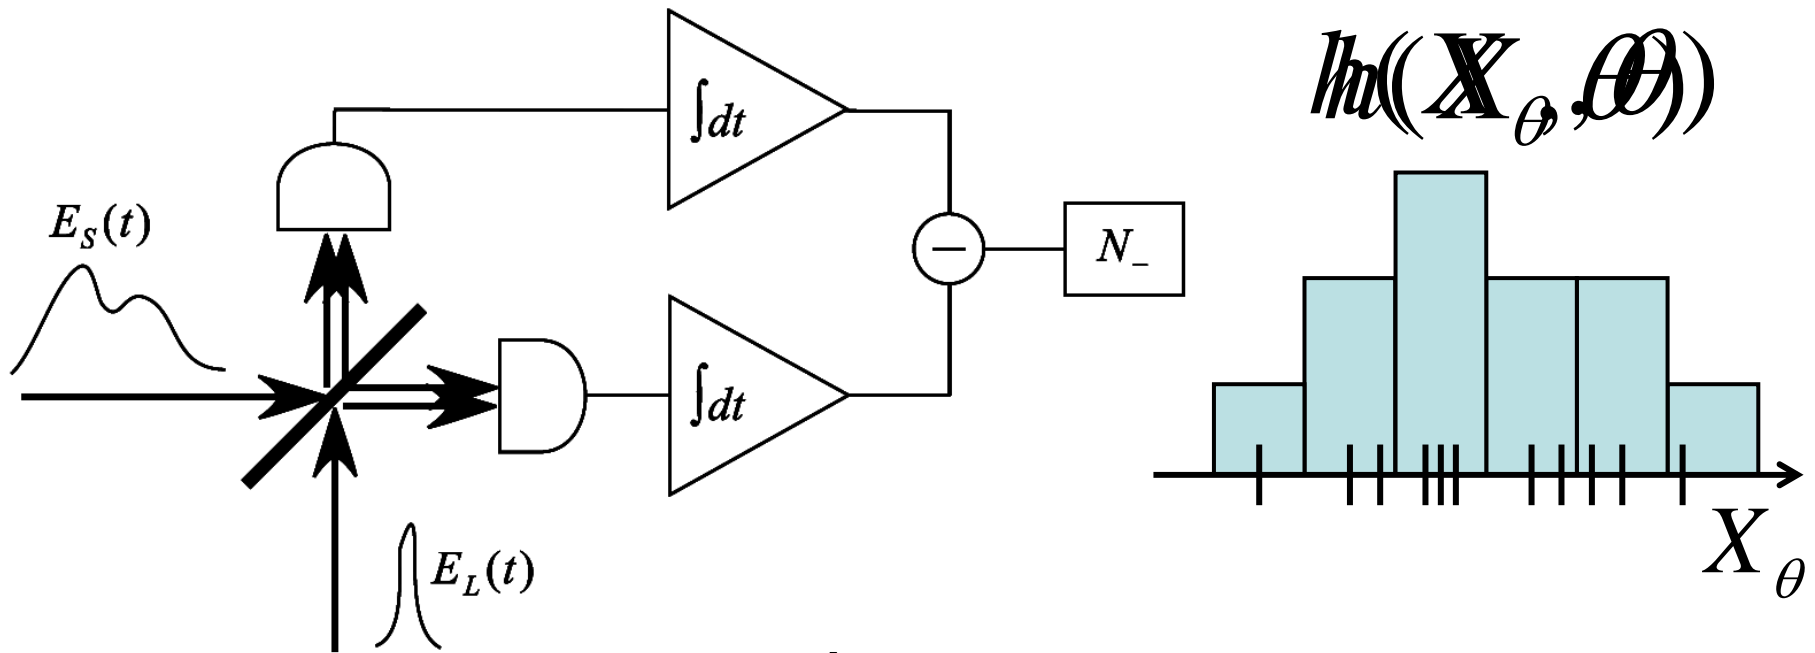 E_S(t)
∫dt
N_−
∫dt
E_L(t)
X_θ